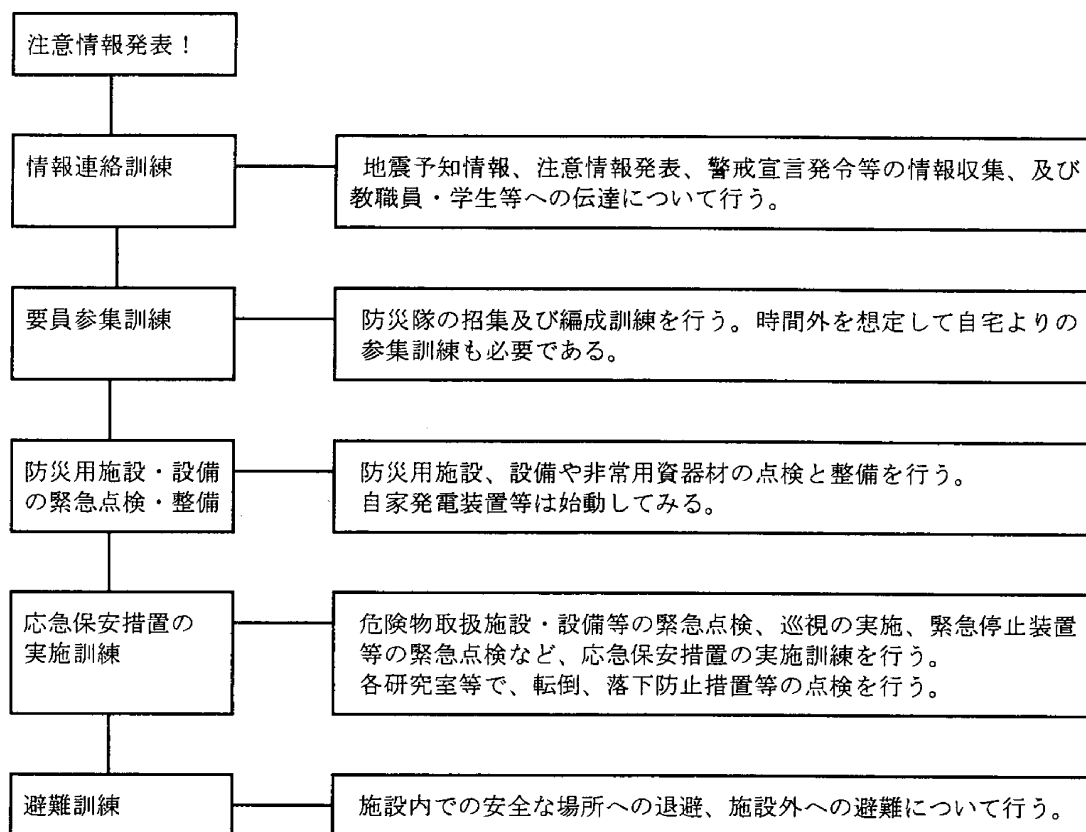 注意情報発表！
情報連絡訓練
地震予知情報、注意情報発表、警戒宣言発令等の情報収集、及び
教職員・学生等への伝達について行う。
要員参集訓練
防災隊の招集及び編成訓練を行う。時間外を想定して自宅よりの
参集訓練も必要である。
防災用施設・設備
の緊急点検・整備
防災用施設、設備や非常用資器材の点検と整備を行う。
自家発電装置等は始動してみる。
応急保安措置の
実施訓練
危険物取扱施設・設備等の緊急点検、巡視の実施、緊急停止装置
等の緊急点検など、応急保安措置の実施訓練を行う。
各研究室等で、転倒、落下防止措置等の点検を行う。
避難訓練
施設内での安全な場所への退避、施設外への避難について行う。